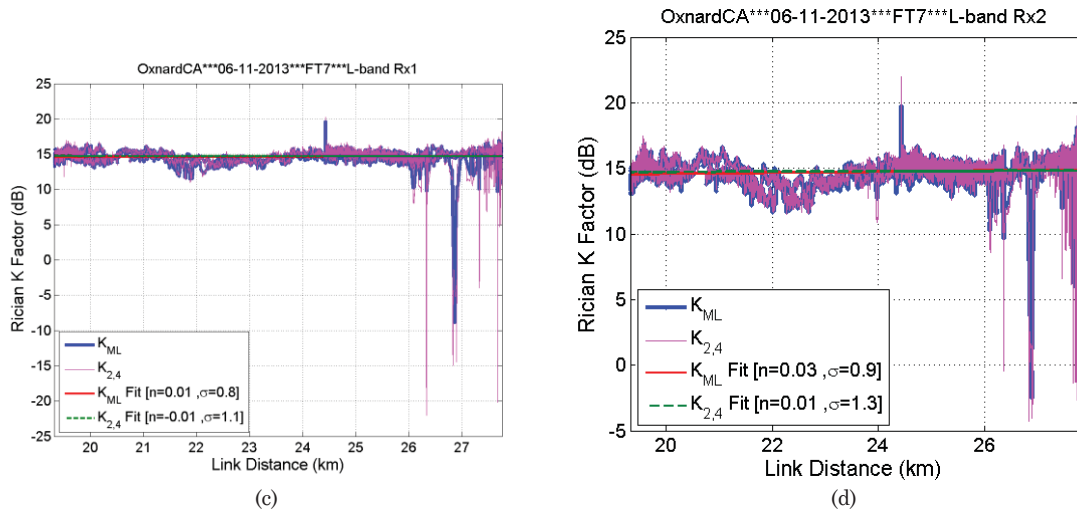 OxnardCA***06-11-2013***FT7***L-band Rx1
25
20
15
10
5
0
-5
-10
-15
-20
-25
Rician K Factor (dB)
K_ML
K_2,4
K_ML Fit [n=0.01 ,σ=0.8]
K_2,4 Fit [n=-0.01 ,σ=1.1]
20 21 22 23 24 25 26 27
Link Distance (km)
(c)
OxnardCA***06-11-2013***FT7***L-band Rx2
25
20
15
10
5
0
-5
Rician K Factor (dB)
K_ML
K_2,4
K_ML Fit [n=0.03 ,σ=0.9]
K_2,4 Fit [n=0.01 ,σ=1.3]
20 22 24 26
Link Distance (km)
(d)